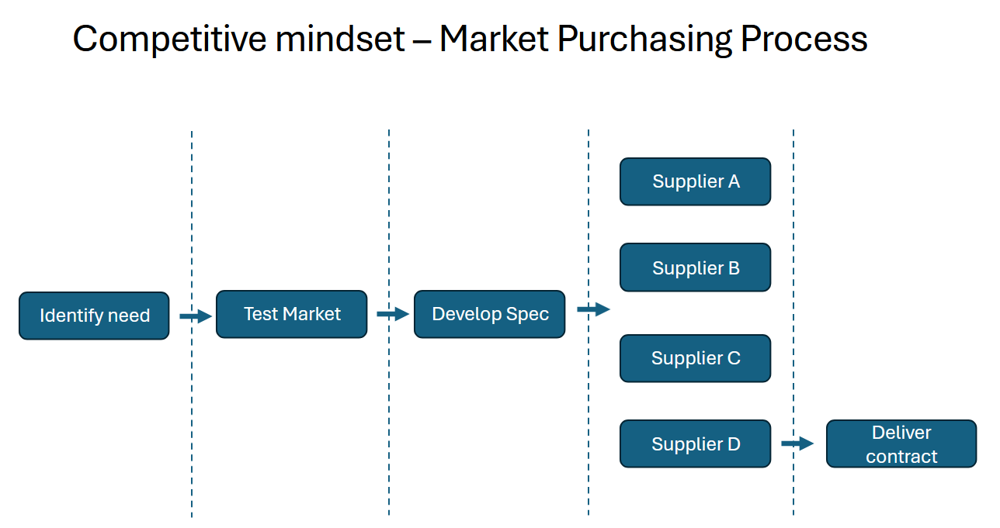 Competitive mindset – Market Purchasing Process
Identify need
Test Market
Develop Spec
Supplier A
Supplier B
Supplier C
Supplier D
Deliver
contract